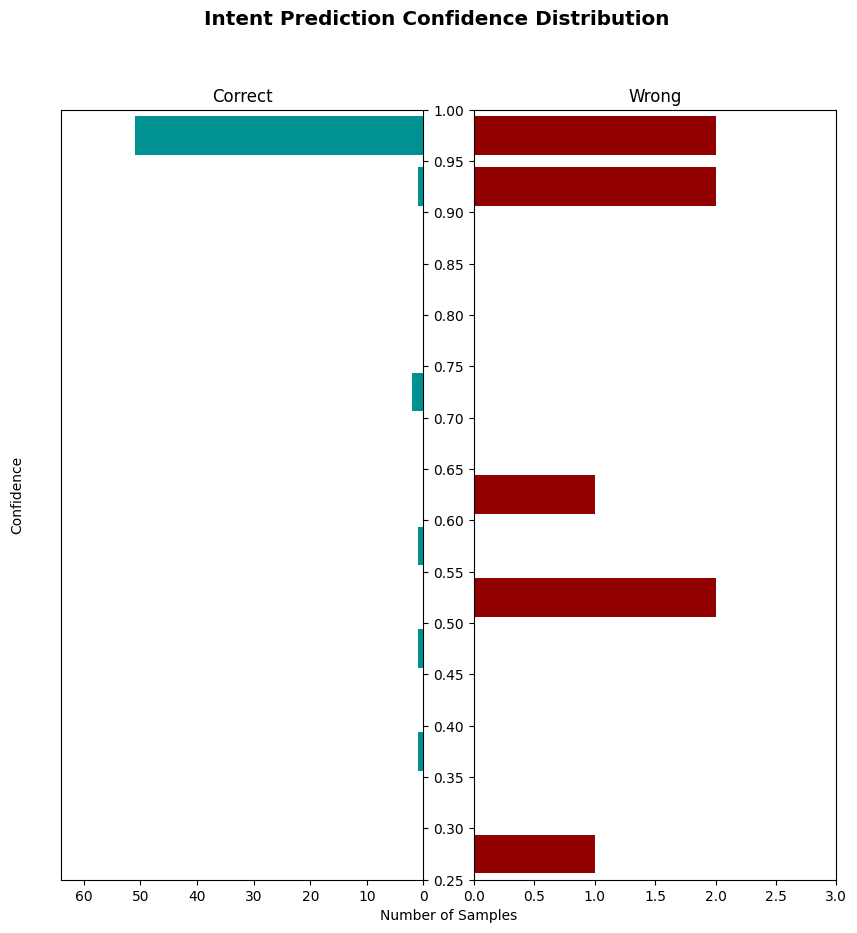 Intent Prediction Confidence Distribution
Correct
Wrong
1.00
0.95
0.90
0.85
0.80
0.75
0.70
0.65
0.60
0.55
0.50
0.45
0.40
0.35
0.30
0.25
Confidence
60 50 40 30 20 10 0
0.0 0.5 1.0 1.5 2.0 2.5 3.0
Number of Samples